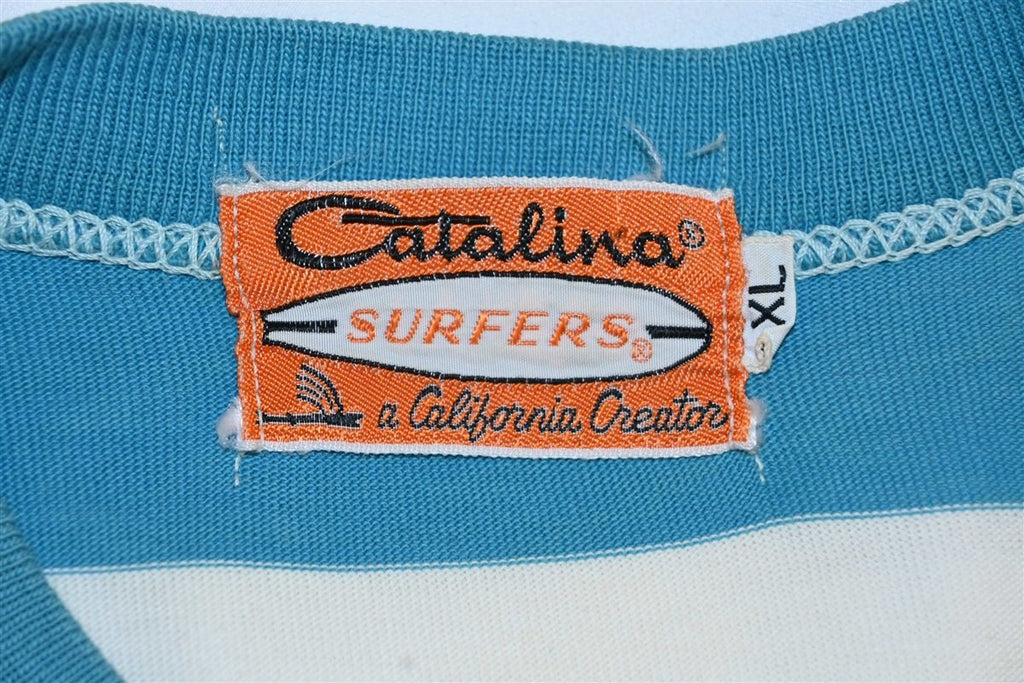 Catalina®
SURFERS®
a California Creator
XL